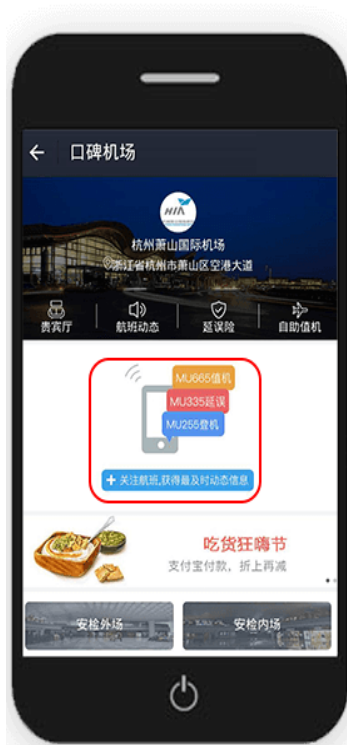 口碑机场
HIA
杭州萧山国际机场
浙江省杭州市萧山区空港大道
贵宾厅
航班动态
延误险
自助值机
MU665值机
MU335延误
MU255登机
+ 关注航班,获得最及时动态信息
吃货狂嗨节
支付宝付款，折上再减
安检外场
安检内场